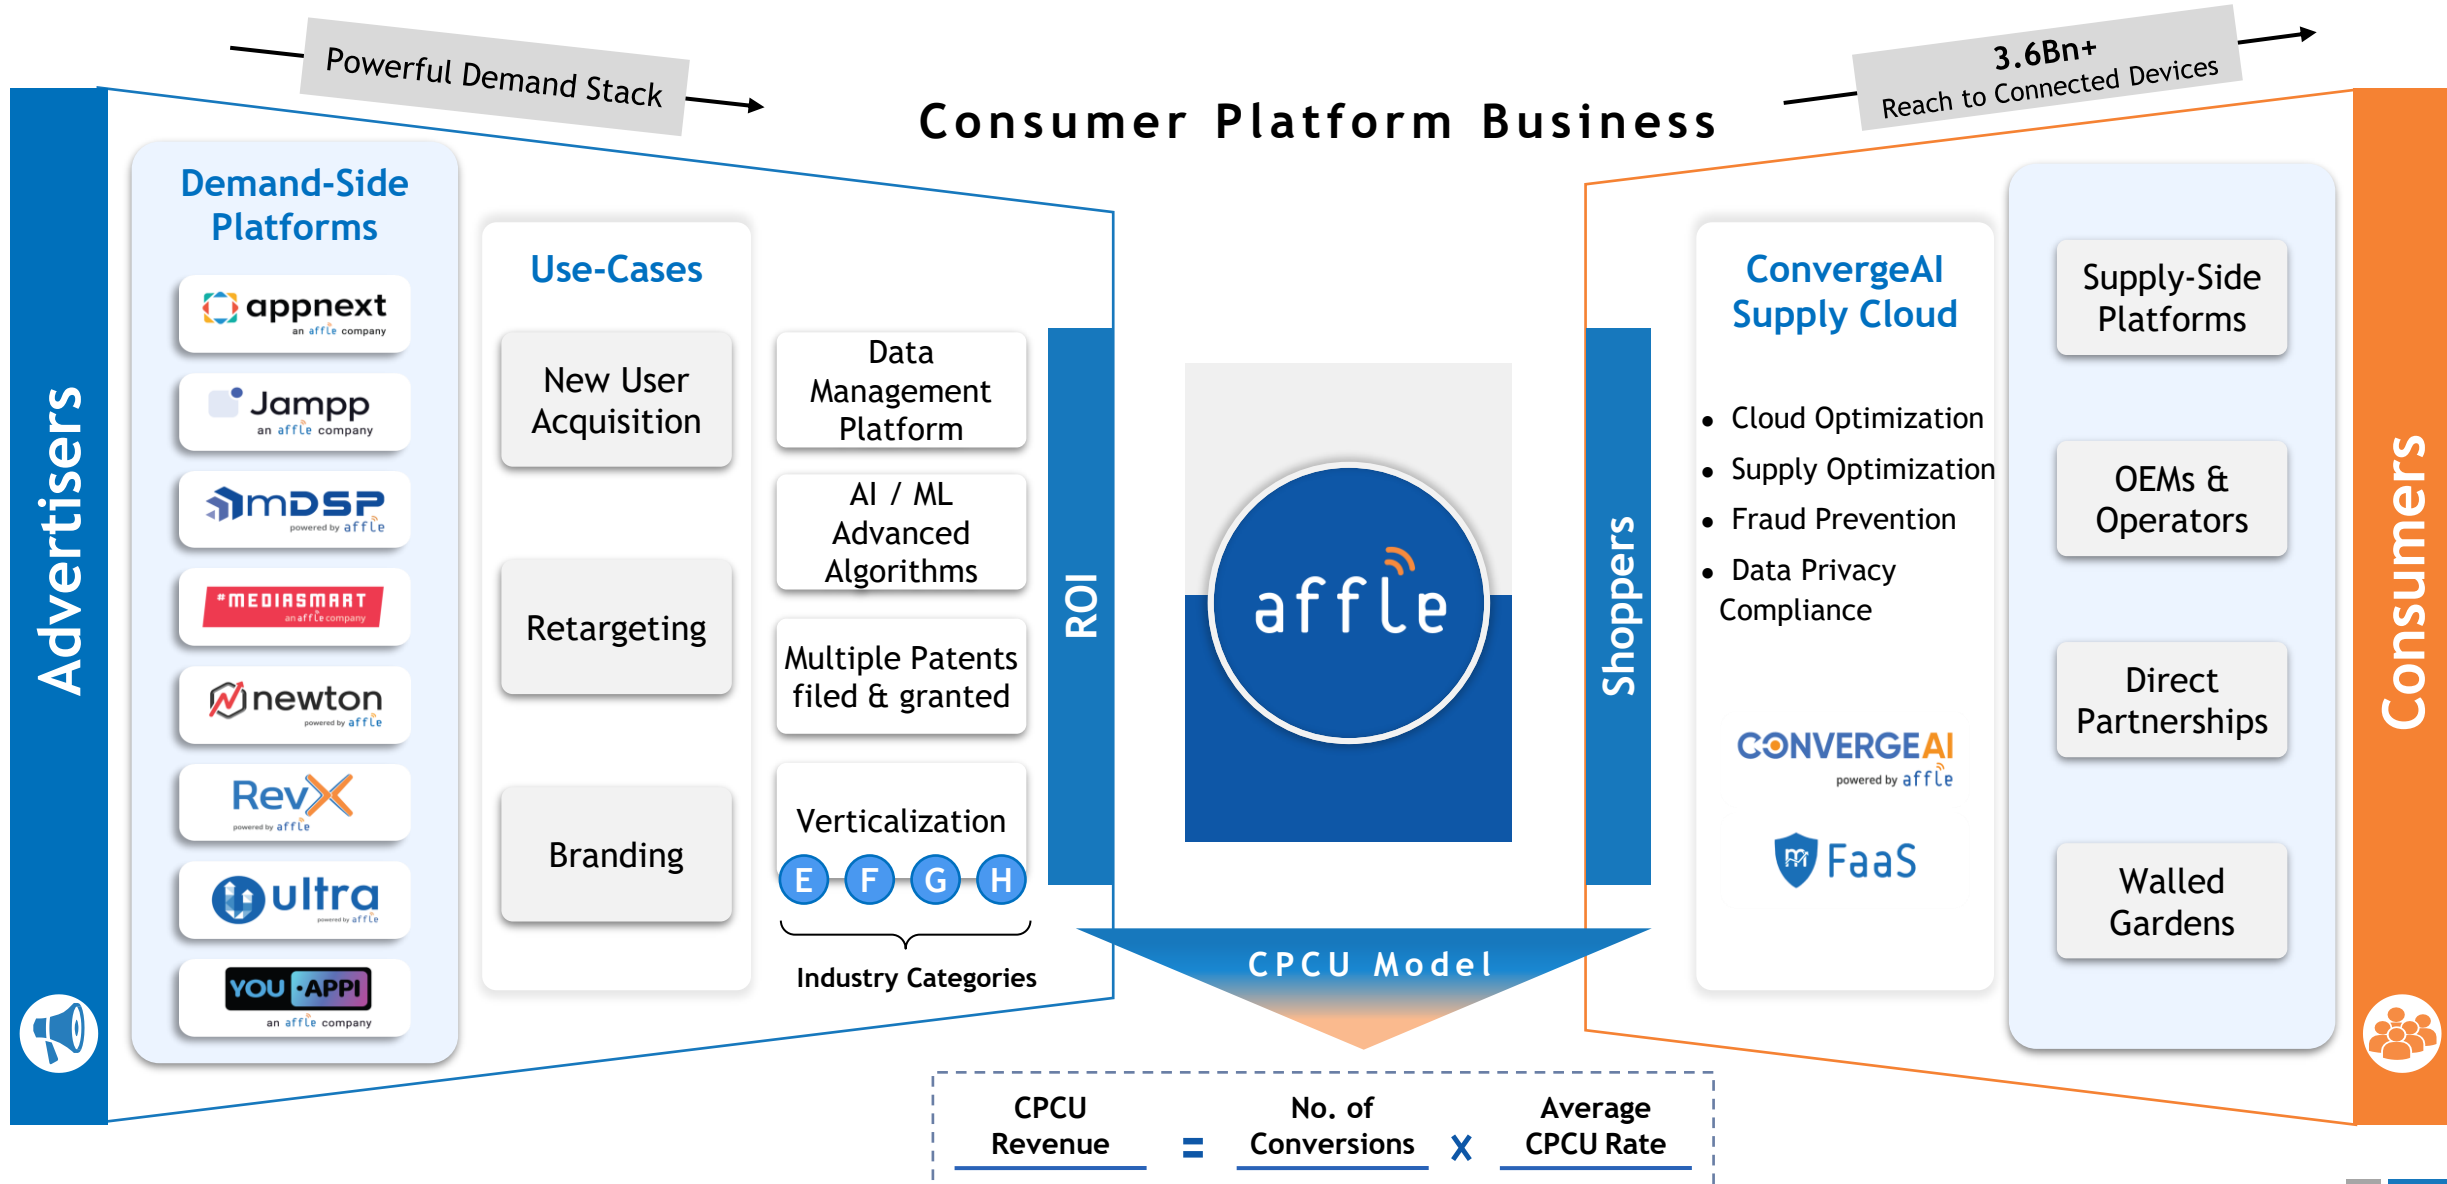 Powerful Demand Stack
3.6Bn+
Reach to Connected Devices
Consumer Platform Business
Advertisers
Demand-Side
Platforms
appnext
an affle company
Jampp
an affle company
mDSP
powered by affle
#MEDIASMART
an affle company
newton
powered by affle
RevX
powered by affle
ultra
powered by affle
YOU·APPI
an affle company
Use-Cases
New User
Acquisition
Retargeting
Branding
Data
Management
Platform
AI / ML
Advanced
Algorithms
Multiple Patents
filed & granted
Verticalization
E F G H
Industry Categories
ROI
affle
Shoppers
ConvergeAI
Supply Cloud
• Cloud Optimization
• Supply Optimization
• Fraud Prevention
• Data Privacy
Compliance
CONVERGEAI
powered by affle
m
FaaS
Supply-Side
Platforms
OEMs &
Operators
Direct
Partnerships
Walled
Gardens
Consumers
CPCU Model
CPCU
Revenue
=
No. of
Conversions
x
Average
CPCU Rate